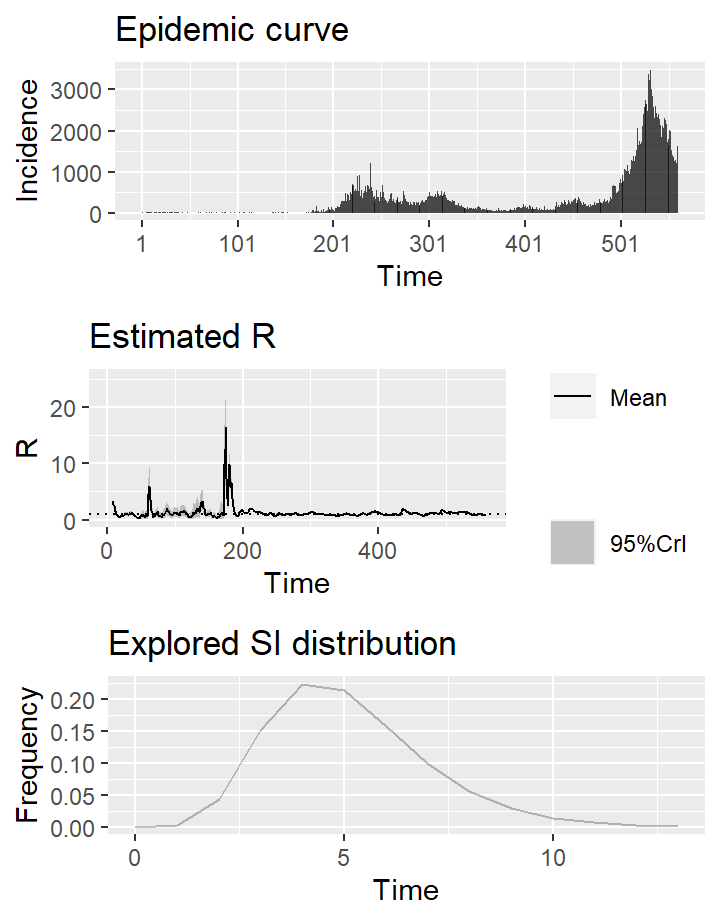 Epidemic curve
Incidence
3000
2000
1000
0
1 101 201 301 401 501
Time
Estimated R
R
20
10
0
0 200 400
Time
Mean
95%CrI
Explored SI distribution
Frequency
0.20
0.15
0.10
0.05
0.00
0 5 10
Time